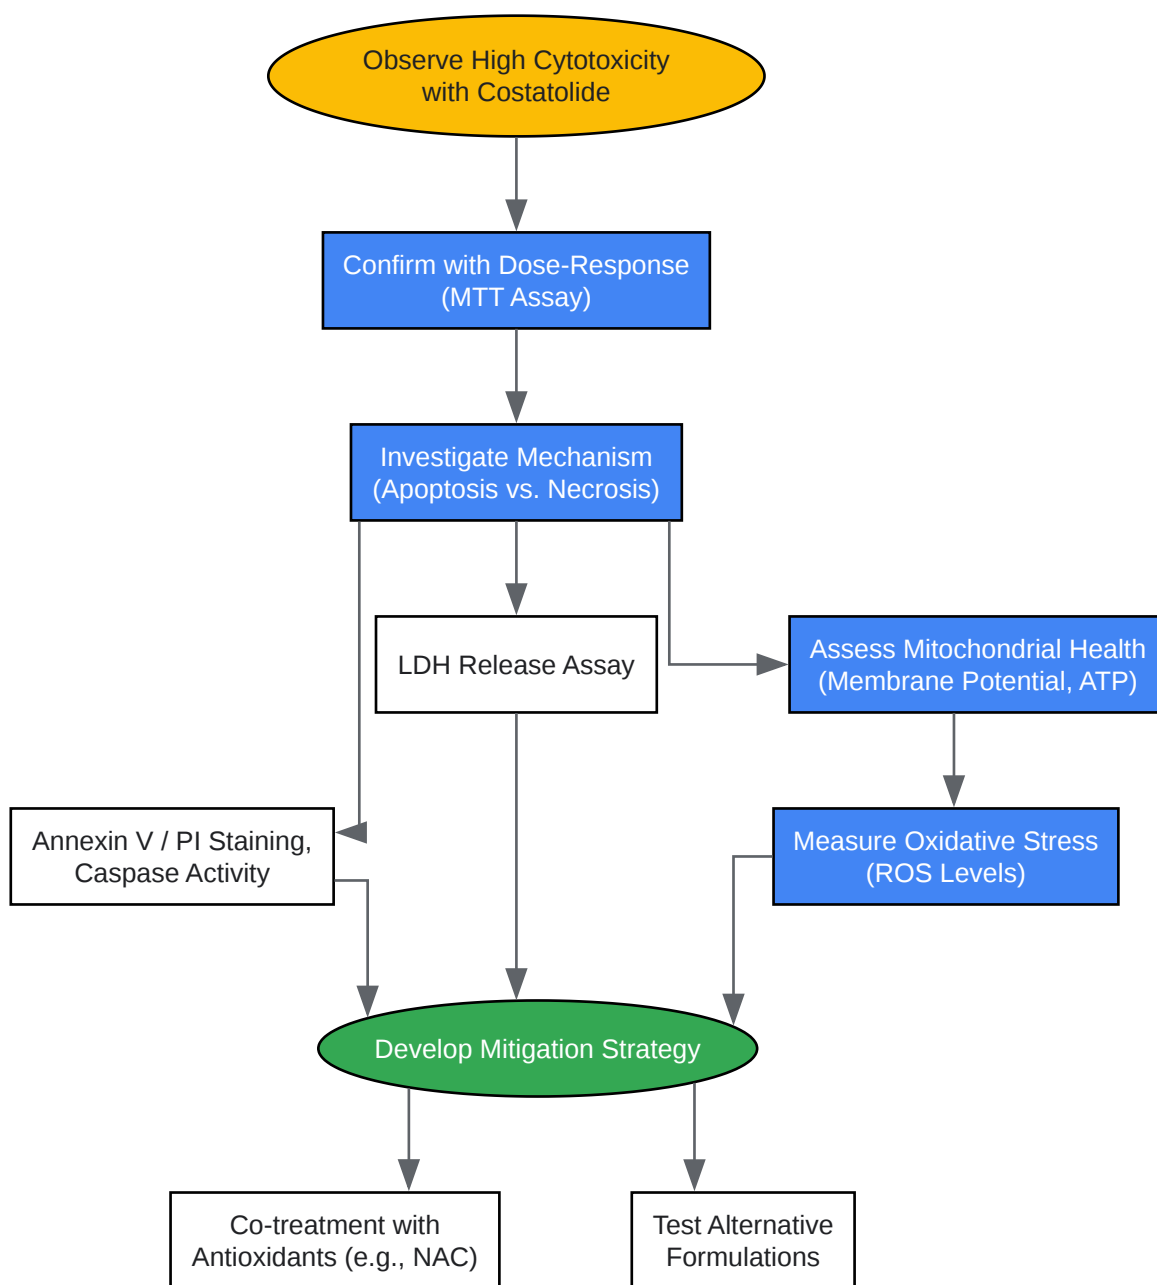 Observe High Cytotoxicity
with Costatolide
Confirm with Dose-Response
(MTT Assay)
Investigate Mechanism
(Apoptosis vs. Necrosis)
LDH Release Assay
Assess Mitochondrial Health
(Membrane Potential, ATP)
Annexin V / PI Staining,
Caspase Activity
Measure Oxidative Stress
(ROS Levels)
Develop Mitigation Strategy
Co-treatment with
Antioxidants (e.g., NAC)
Test Alternative
Formulations